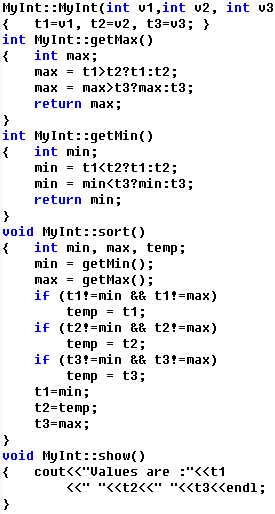 MyInt::MyInt(int v1,int v2, int v3
{   t1=v1, t2=v2, t3=v3; }
int MyInt::getMax()
{   int max;
    max = t1>t2?t1:t2;
    max = max>t3?max:t3;
    return max;
}
int MyInt::getMin()
{   int min;
    min = t1<t2?t1:t2;
    min = min<t3?min:t3;
    return min;
}
void MyInt::sort()
{   int min, max, temp;
    min = getMin();
    max = getMax();
    if (t1!=min && t1!=max)
        temp = t1;
    if (t2!=min && t2!=max)
        temp = t2;
    if (t3!=min && t3!=max)
        temp = t3;
    t1=min;
    t2=temp;
    t3=max;
}
void MyInt::show()
{   cout<<"Values are :"<<t1
        <<" "<<t2<<" "<<t3<<endl;
}